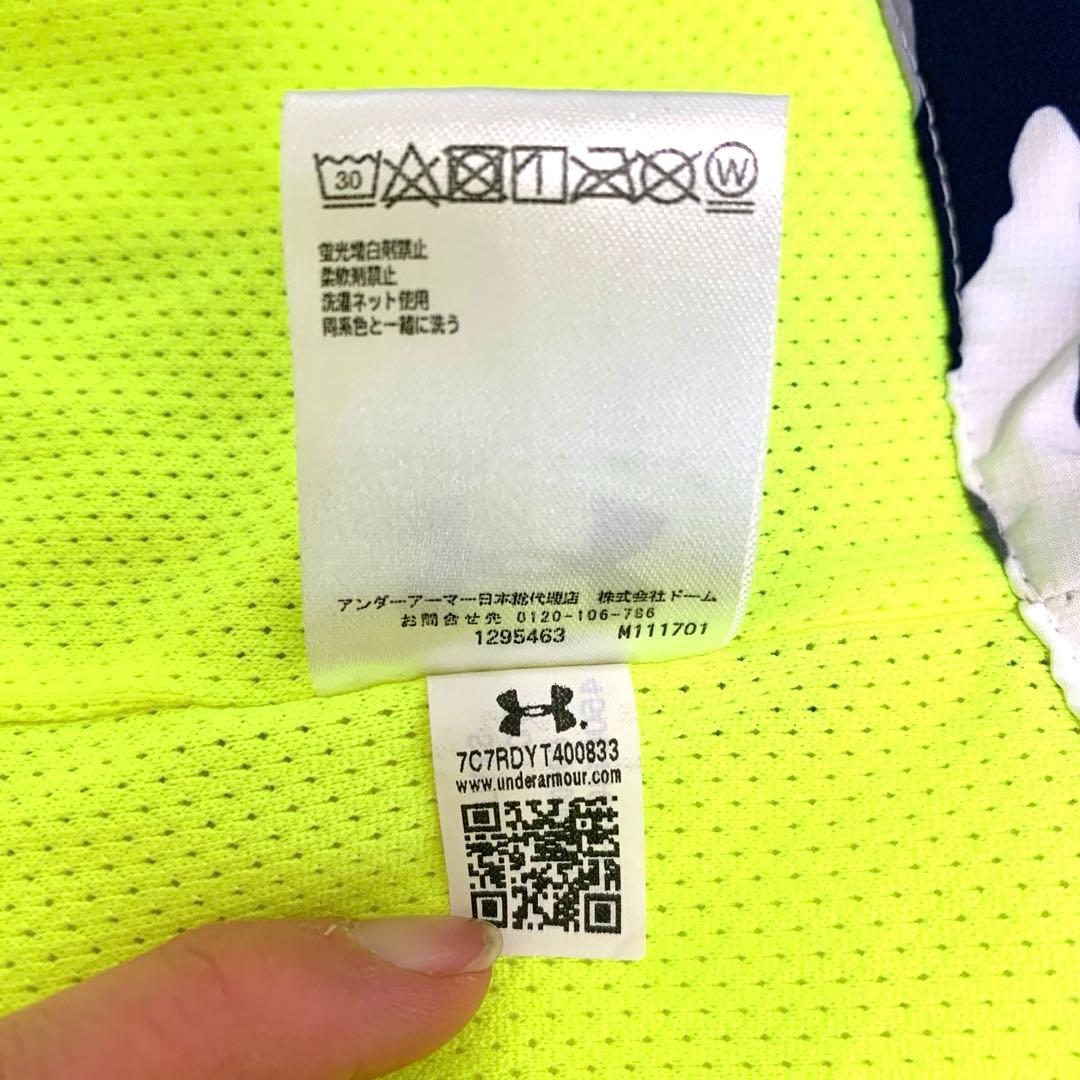 30 1 W
蛍光増白剤禁止
柔軟剤禁止
洗濯ネット使用
同系色と一緒に洗う
アンダーアーマー日本総代理店 株式会社ドーム
お問合せ先 0120-106-786
1295463 M111701
7C7RDYT400833
www.underarmour.com